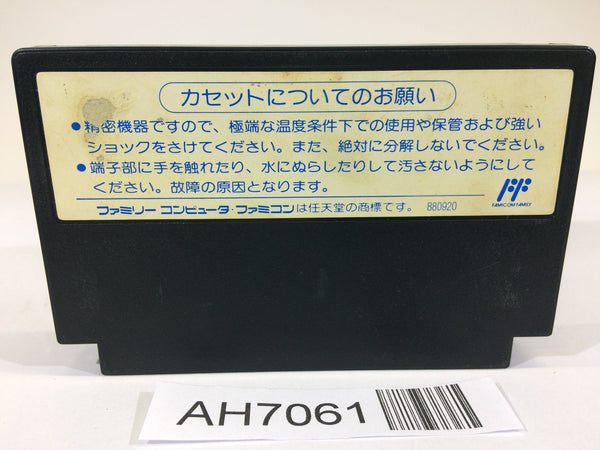 カセットについてのお願い
●精密機器ですので、極端な温度条件下での使用や保管および強い
ショックをさけてください。また、絶対に分解しないでください。
●端子部に手を触れたり、水にぬらしたりして汚さないようにして
ください。故障の原因となります。
FAMICOM FAMILY
ファミリー コンピュータ・ファミコンは任天堂の商標です。 880920
AH7061